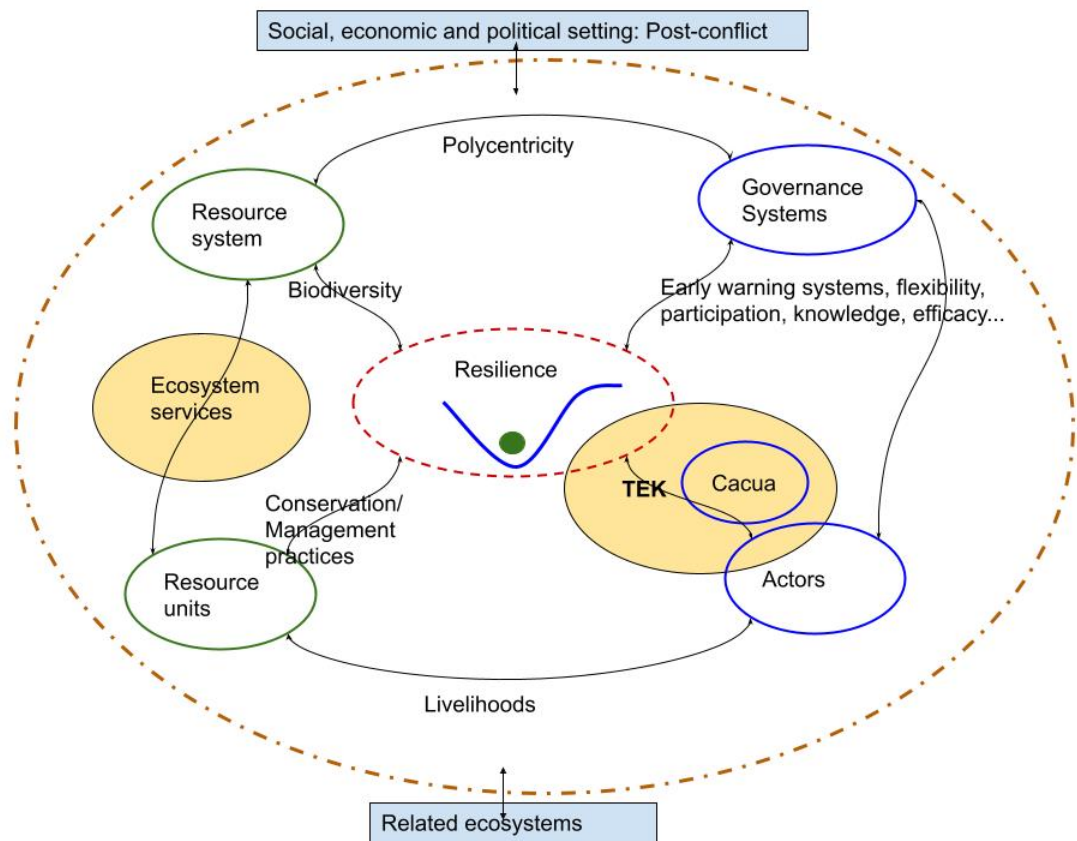 Social, economic and political setting: Post-conflict
Polycentricity
Resource
system
Governance
Systems
Biodiversity
Early warning systems, flexibility,
participation, knowledge, efficacy...
Ecosystem
services
Resilience
TEK
Cacua
Conservation/
Management
practices
Resource
units
Actors
Livelihoods
Related ecosystems